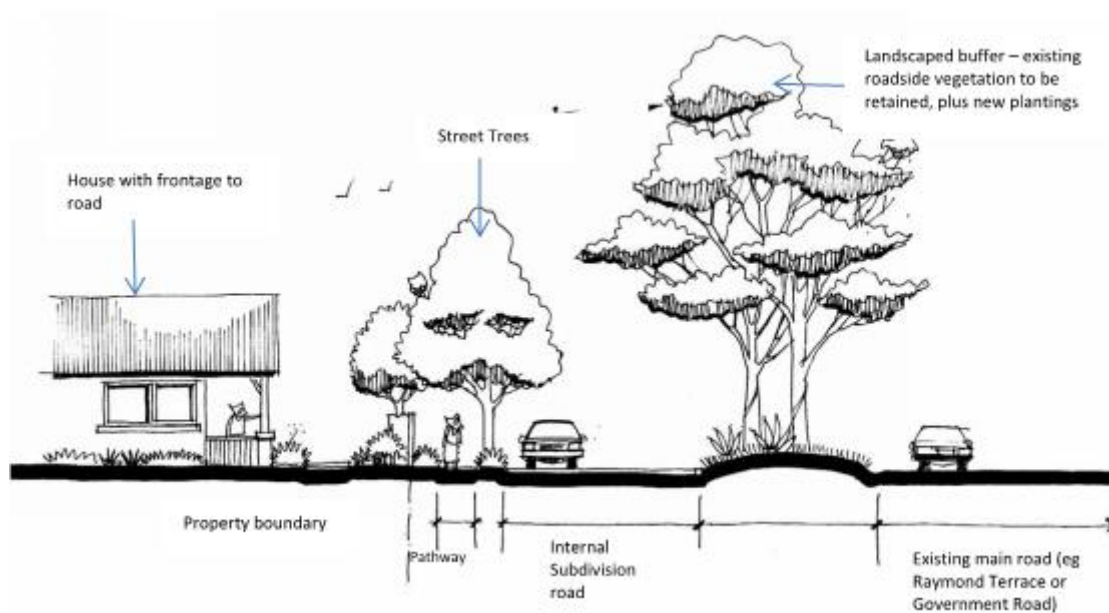 Landscaped buffer – existing
roadside vegetation to be
retained, plus new plantings
Street Trees
House with frontage to
road
Property boundary
Pathway
Internal
Subdivision
road
Existing main road (eg
Raymond Terrace or
Government Road)